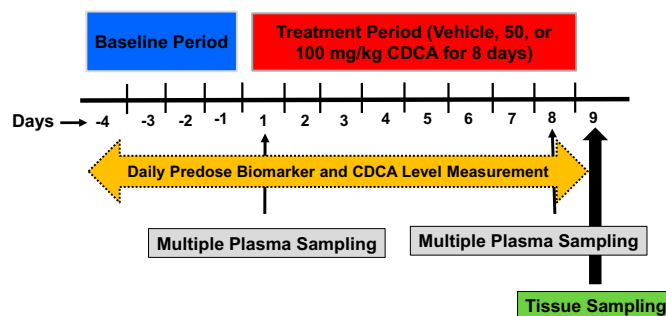 Baseline Period
Treatment Period (Vehicle, 50, or
100 mg/kg CDCA for 8 days)
Days -4 -3 -2 -1 1 2 3 4 5 6 7 8 9
Daily Predose Biomarker and CDCA Level Measurement
Multiple Plasma Sampling
Multiple Plasma Sampling
Tissue Sampling